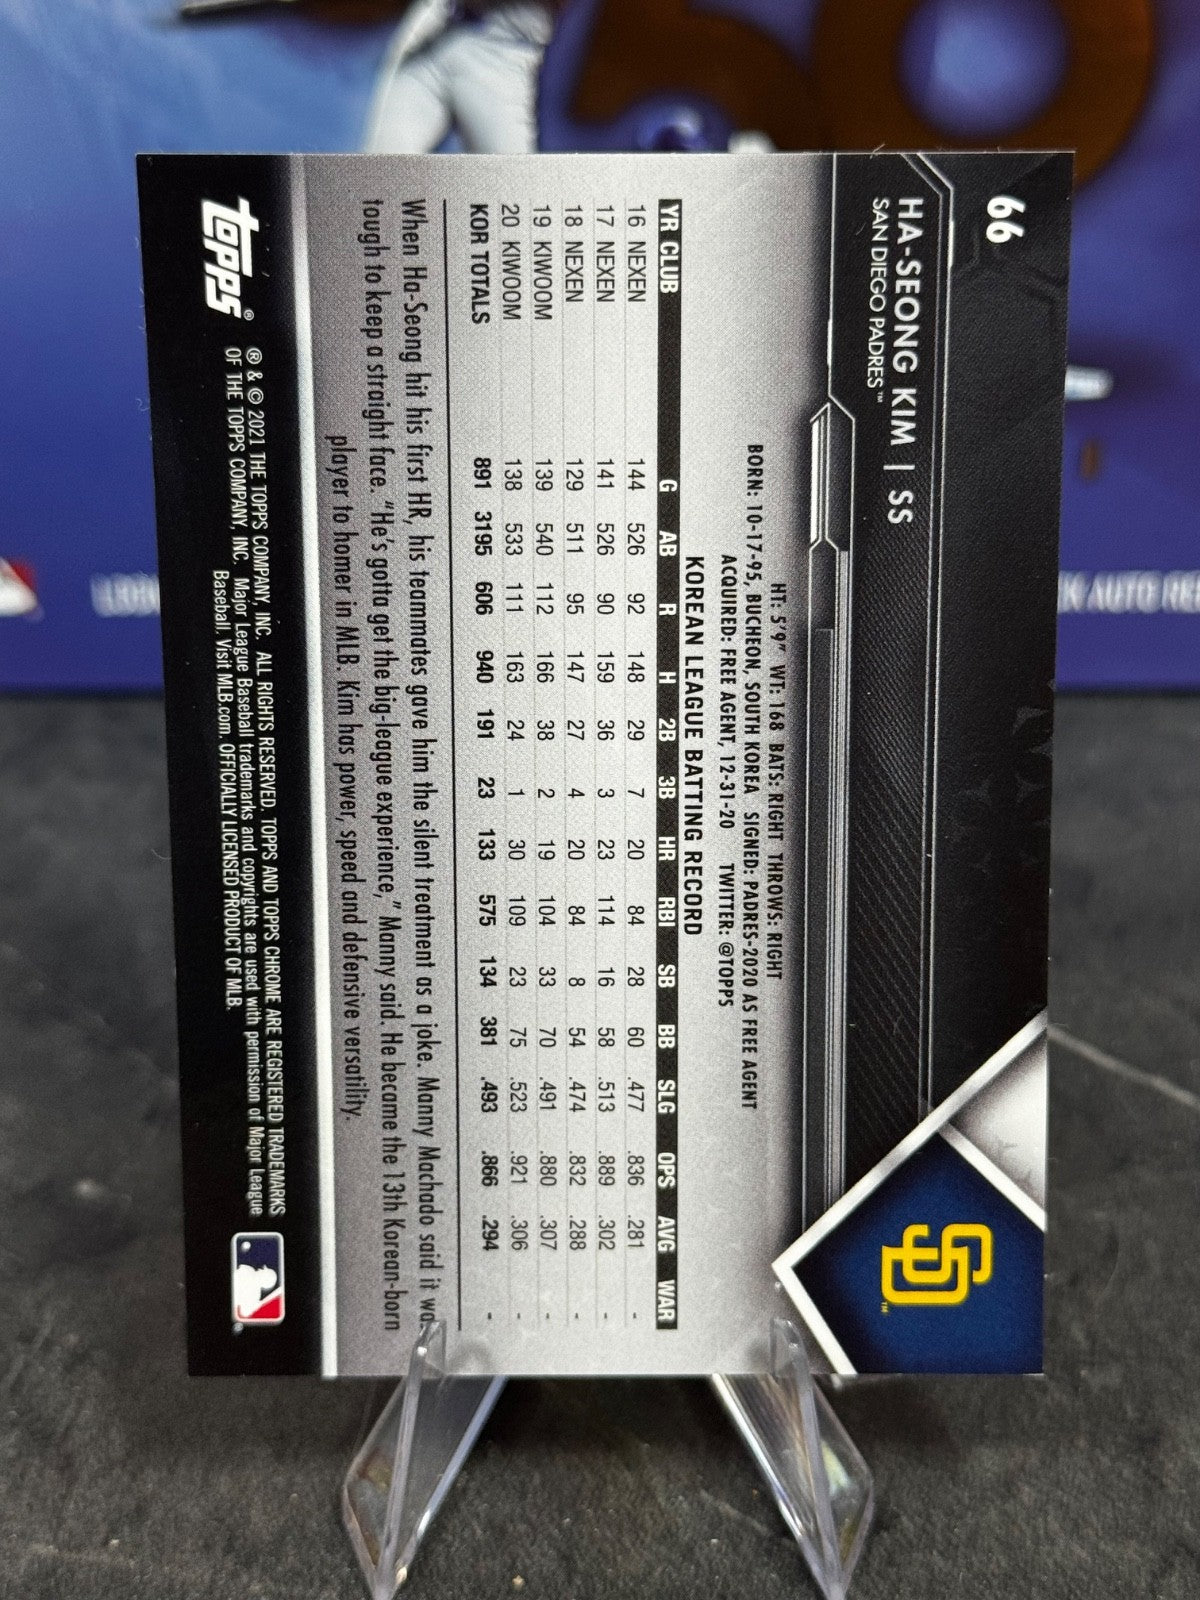 66
HA-SEONG KIM | SS
SAN DIEGO PADRES™
SD™
HT: 5'9" WT: 168 BATS: RIGHT THROWS: RIGHT
BORN: 10-17-95, BUCHEON, SOUTH KOREA SIGNED: PADRES-2020 AS FREE AGENT
ACQUIRED: FREE AGENT, 12-31-20 TWITTER: @TOPPS
KOREAN LEAGUE BATTING RECORD
YR CLUB G AB R H 2B 3B HR RBI SB BB SLG OPS AVG WAR
16 NEXEN 144 526 92 148 29 7 20 84 28 60 .477 .836 .281 -
17 NEXEN 141 526 90 159 36 3 23 114 16 58 .513 .889 .302 -
18 NEXEN 129 511 95 147 27 4 20 84 8 54 .474 .832 .288 -
19 KIWOOM 139 540 112 166 38 2 19 104 33 70 .491 .880 .307 -
20 KIWOOM 138 533 111 163 24 1 30 109 23 75 .523 .921 .306 -
KOR TOTALS 891 3195 606 940 191 23 133 575 134 381 .493 .866 .294 -
When Ha-Seong hit his first HR, his teammates gave him the silent treatment as a joke. Manny Machado said it wa
tough to keep a straight face. "He's gotta get the big-league experience," Manny said. He became the 13th Korean-born
player to homer in MLB. Kim has power, speed and defensive versatility.
topps®
® & © 2021 THE TOPPS COMPANY, INC. ALL RIGHTS RESERVED. TOPPS AND TOPPS CHROME ARE REGISTERED TRADEMARKS
OF THE TOPPS COMPANY, INC. Major League Baseball trademarks and copyrights are used with permission of Major League
Baseball. Visit MLB.com. OFFICIALLY LICENSED PRODUCT OF MLB.
AUTO